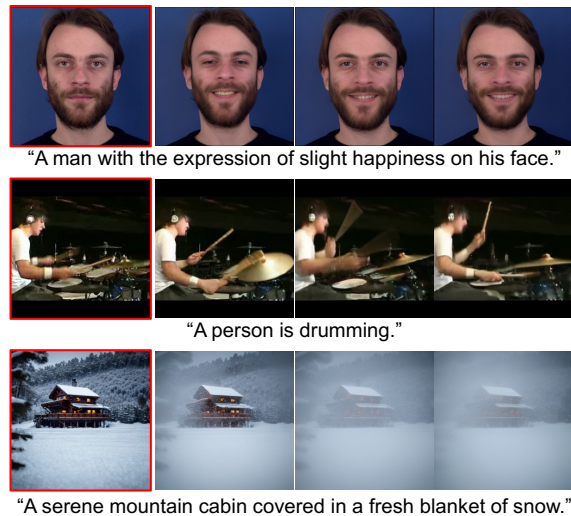 “A man with the expression of slight happiness on his face.”
“A person is drumming.”
“A serene mountain cabin covered in a fresh blanket of snow.”